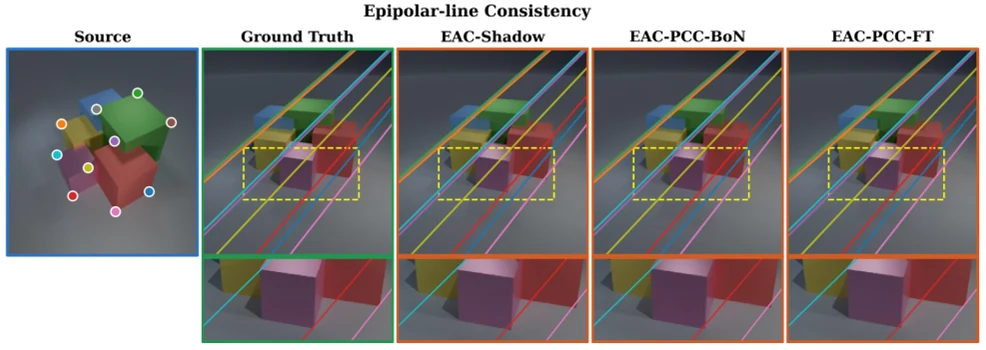 Epipolar-line Consistency
Source
Ground Truth
EAC-Shadow
EAC-PCC-BoN
EAC-PCC-FT